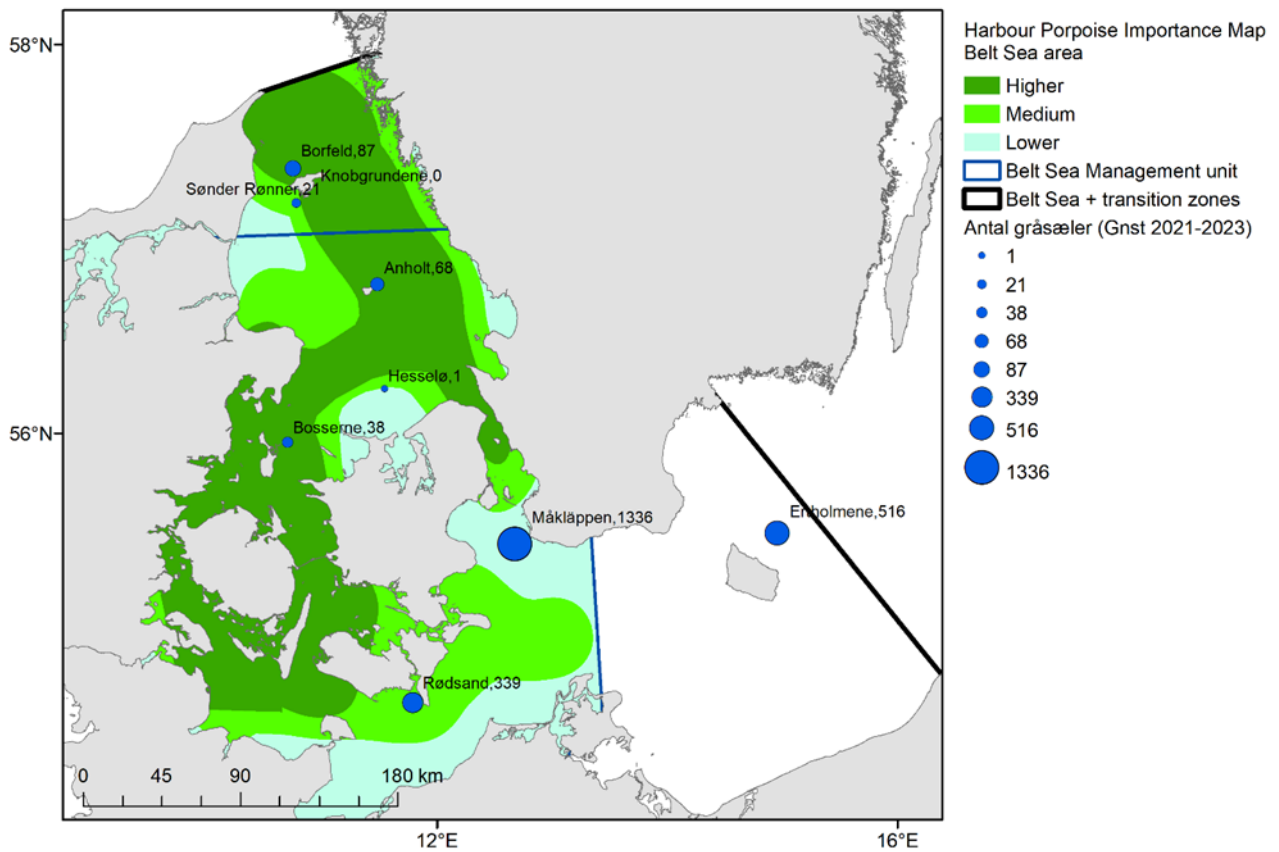 58°N
56°N
Borfeld,87
Knobgrundene,0
Sønder Rønner,21
Anholt,68
Hesselø,1
Bosserne,38
Måkläppen,1336
Ertholmene,516
Rødsand,339
0 45 90 180 km
12°E 16°E
Harbour Porpoise Importance Map
Belt Sea area
Higher
Medium
Lower
Belt Sea Management unit
Belt Sea + transition zones
Antal gråsæler (Gnst 2021-2023)
1
21
38
68
87
339
516
1336